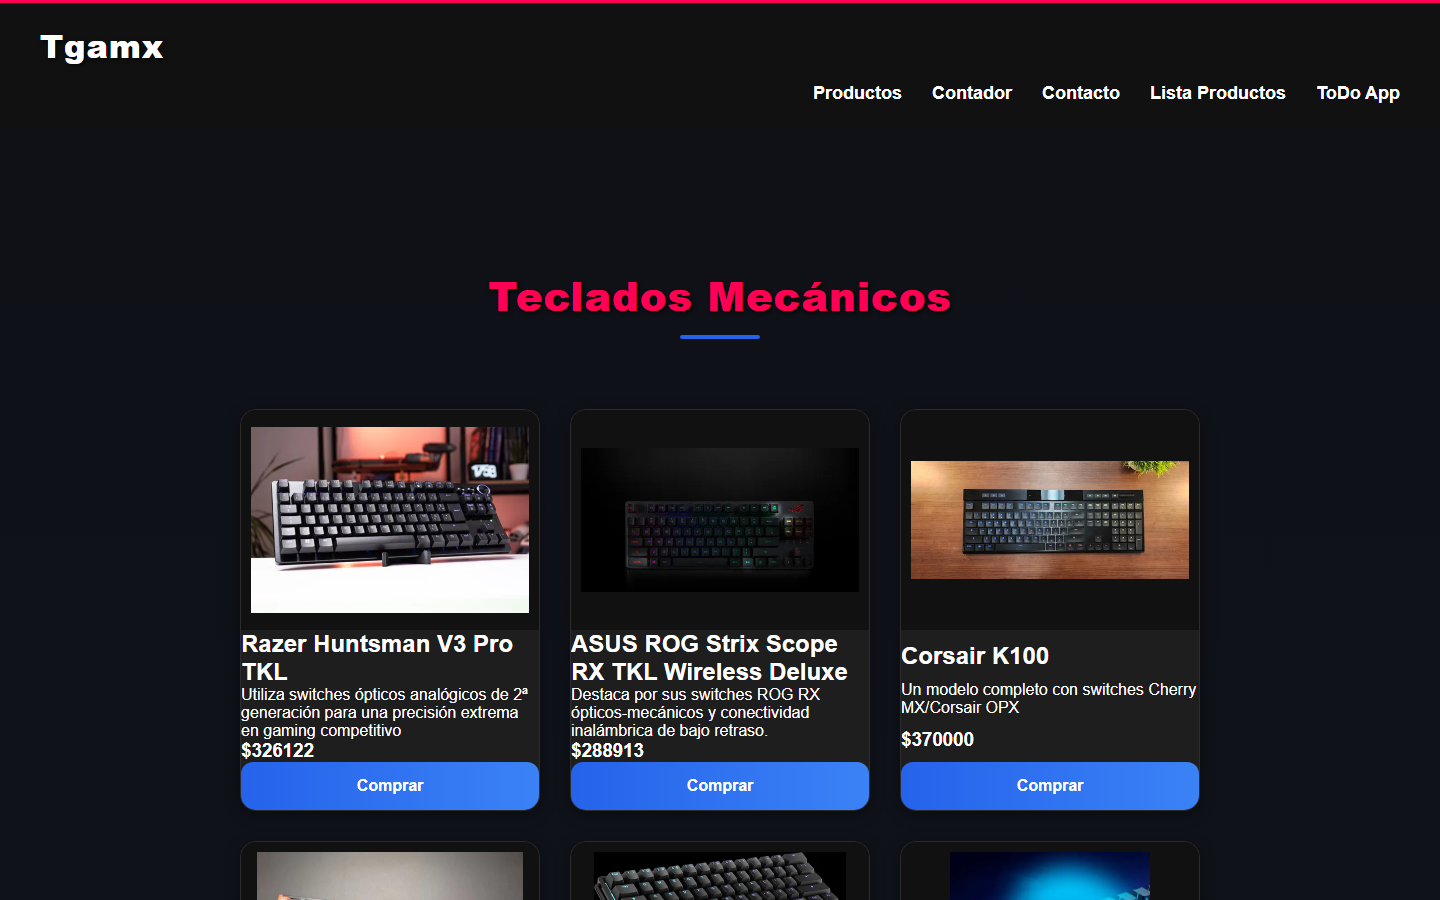 Tgamx
Productos Contador Contacto Lista Productos ToDo App
Teclados Mecánicos
Razer Huntsman V3 Pro
TKL
Utiliza switches ópticos analógicos de 2ª
generación para una precisión extrema
en gaming competitivo
$326122
Comprar
ASUS ROG Strix Scope
RX TKL Wireless Deluxe
Destaca por sus switches ROG RX
ópticos-mecánicos y conectividad
inalámbrica de bajo retraso.
$288913
Comprar
Corsair K100
Un modelo completo con switches Cherry
MX/Corsair OPX
$370000
Comprar